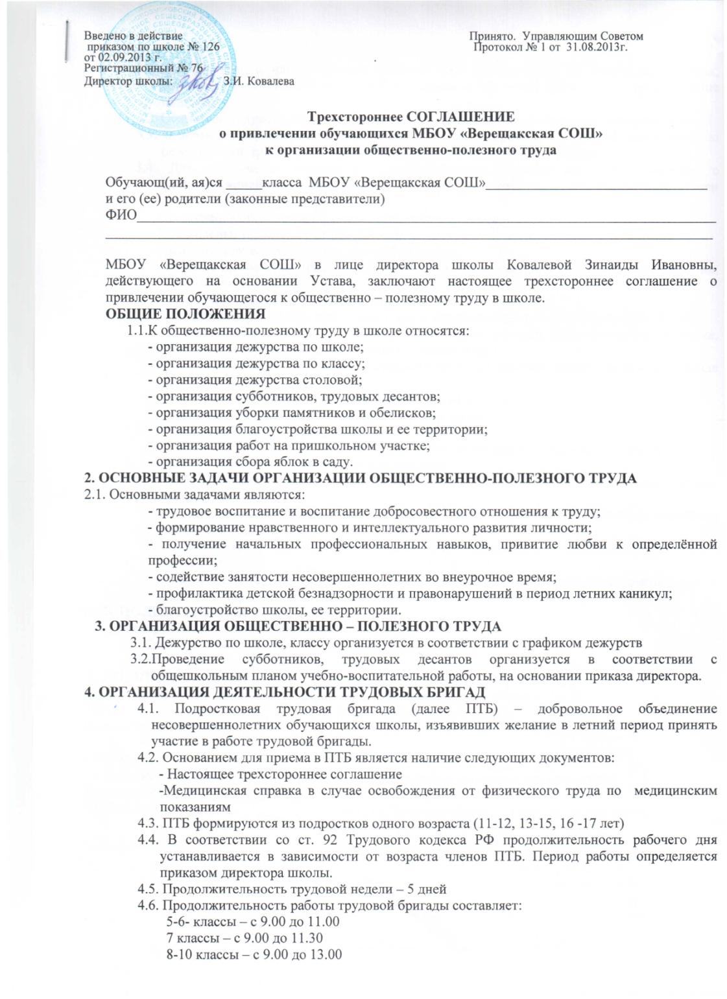 Введено в действие
приказом по школе № 126
от 02.09.2013 г.
Регистрационный № 76
Директор школы: З.И. Ковалева
Принято. Управляющим Советом
Протокол № 1 от 31.08.2013г.
Трехстороннее СОГЛАШЕНИЕ
о привлечении обучающихся МБОУ «Верещакская СОШ»
к организации общественно-полезного труда
Обучающ(ий, ая)ся _____класса МБОУ «Верещакская СОШ»______________________________
и его (ее) родители (законные представители)
ФИО________________________________________________________________________________
____________________________________________________________________________________
МБОУ «Верещакская СОШ» в лице директора школы Ковалевой Зинаиды Ивановны,
действующего на основании Устава, заключают настоящее трехстороннее соглашение о
привлечении обучающегося к общественно – полезному труду в школе.
ОБЩИЕ ПОЛОЖЕНИЯ
1.1.К общественно-полезному труду в школе относятся:
- организация дежурства по школе;
- организация дежурства по классу;
- организация дежурства столовой;
- организация субботников, трудовых десантов;
- организация уборки памятников и обелисков;
- организация благоустройства школы и ее территории;
- организация работ на пришкольном участке;
- организация сбора яблок в саду.
2. ОСНОВНЫЕ ЗАДАЧИ ОРГАНИЗАЦИИ ОБЩЕСТВЕННО-ПОЛЕЗНОГО ТРУДА
2.1. Основными задачами являются:
- трудовое воспитание и воспитание добросовестного отношения к труду;
- формирование нравственного и интеллектуального развития личности;
- получение начальных профессиональных навыков, привитие любви к определённой
профессии;
- содействие занятости несовершеннолетних во внеурочное время;
- профилактика детской безнадзорности и правонарушений в период летних каникул;
- благоустройство школы, ее территории.
3. ОРГАНИЗАЦИЯ ОБЩЕСТВЕННО – ПОЛЕЗНОГО ТРУДА
3.1. Дежурство по школе, классу организуется в соответствии с графиком дежурств
3.2.Проведение субботников, трудовых десантов организуется в соответствии с
общешкольным планом учебно-воспитательной работы, на основании приказа директора.
4. ОРГАНИЗАЦИЯ ДЕЯТЕЛЬНОСТИ ТРУДОВЫХ БРИГАД
4.1. Подростковая трудовая бригада (далее ПТБ) – добровольное объединение
несовершеннолетних обучающихся школы, изъявивших желание в летний период принять
участие в работе трудовой бригады.
4.2. Основанием для приема в ПТБ является наличие следующих документов:
- Настоящее трехстороннее соглашение
-Медицинская справка в случае освобождения от физического труда по медицинским
показаниям
4.3. ПТБ формируются из подростков одного возраста (11-12, 13-15, 16 -17 лет)
4.4. В соответствии со ст. 92 Трудового кодекса РФ продолжительность рабочего дня
устанавливается в зависимости от возраста членов ПТБ. Период работы определяется
приказом директора школы.
4.5. Продолжительность трудовой недели – 5 дней
4.6. Продолжительность работы трудовой бригады составляет:
5-6- классы – с 9.00 до 11.00
7 классы – с 9.00 до 11.30
8-10 классы – с 9.00 до 13.00